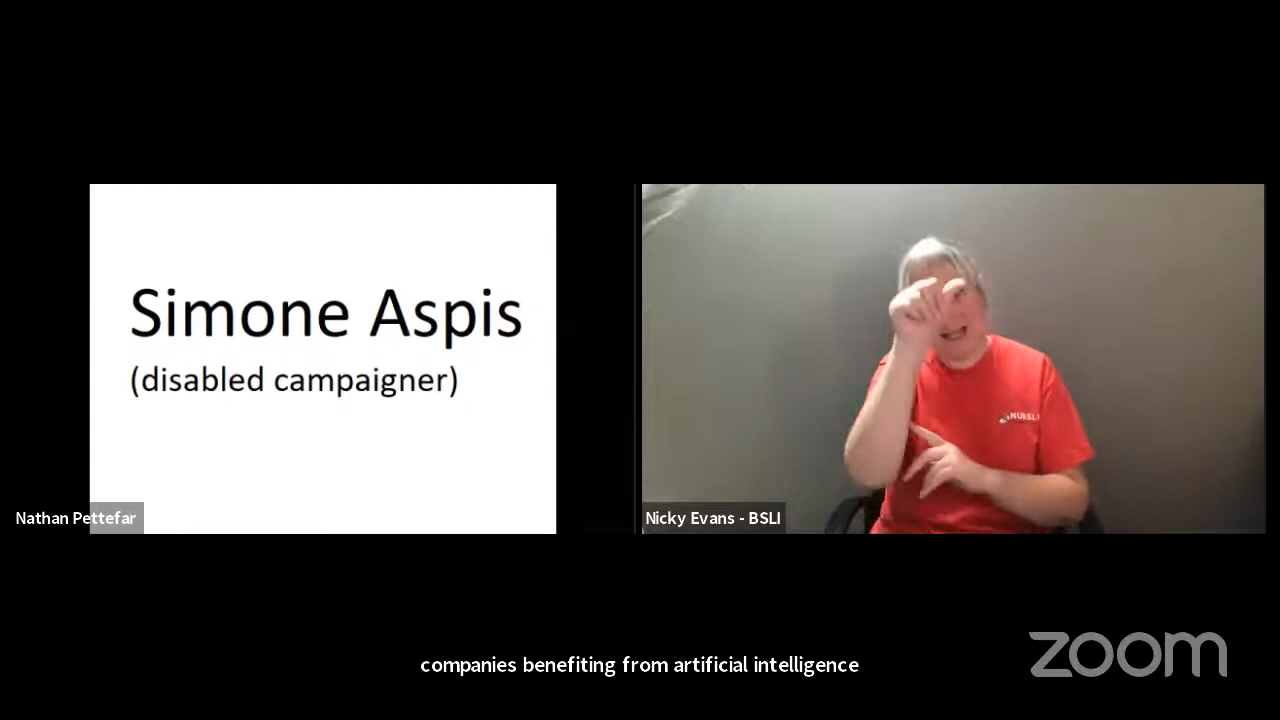 Simone Aspis
(disabled campaigner)
Nathan Pettefar
Nicky Evans - BSLI
companies benefiting from artificial intelligence
zoom